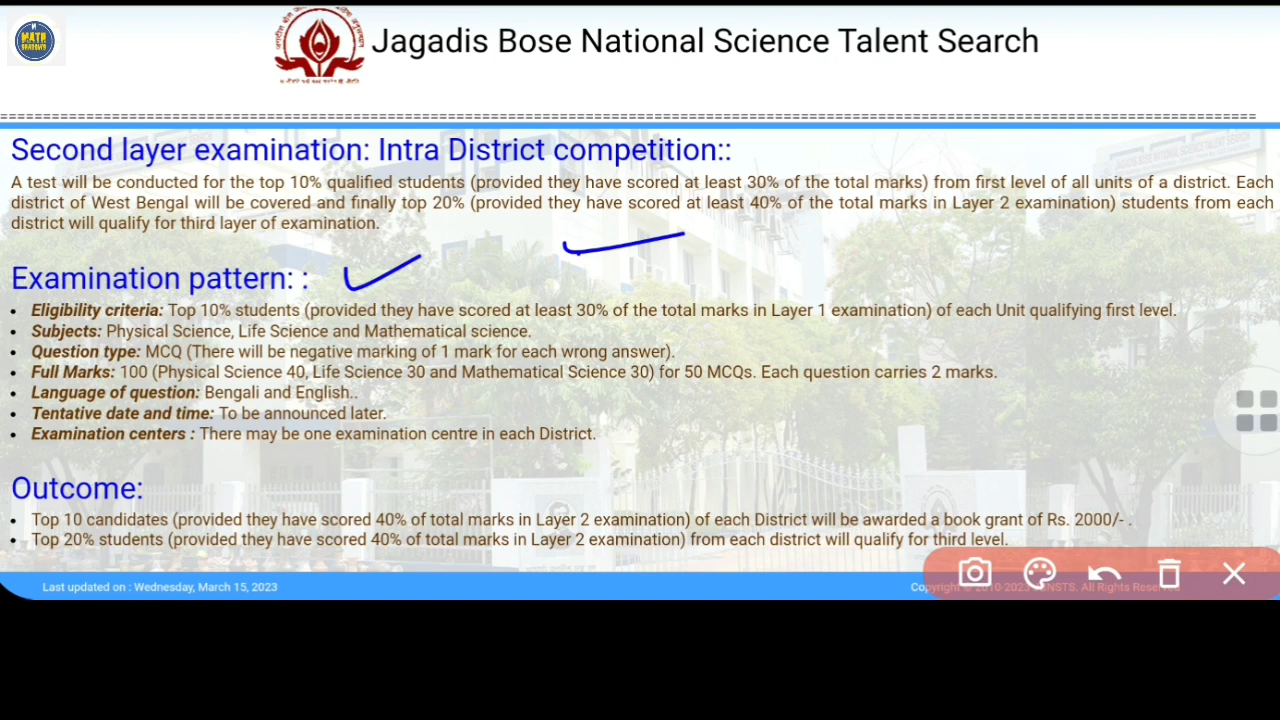 MATH
Jagadis Bose National Science Talent Search
Second layer examination: Intra District competition::
A test will be conducted for the top 10% qualified students (provided they have scored at least 30% of the total marks) from first level of all units of a district. Each
district of West Bengal will be covered and finally top 20% (provided they have scored at least 40% of the total marks in Layer 2 examination) students from each
district will qualify for third layer of examination.
Examination pattern: :
• Eligibility criteria: Top 10% students (provided they have scored at least 30% of the total marks in Layer 1 examination) of each Unit qualifying first level.
• Subjects: Physical Science, Life Science and Mathematical science.
• Question type: MCQ (There will be negative marking of 1 mark for each wrong answer).
• Full Marks: 100 (Physical Science 40, Life Science 30 and Mathematical Science 30) for 50 MCQs. Each question carries 2 marks.
• Language of question: Bengali and English..
• Tentative date and time: To be announced later.
• Examination centers : There may be one examination centre in each District.
Outcome:
• Top 10 candidates (provided they have scored 40% of total marks in Layer 2 examination) of each District will be awarded a book grant of Rs. 2000/- .
• Top 20% students (provided they have scored 40% of total marks in Layer 2 examination) from each district will qualify for third level.
Last updated on : Wednesday, March 15, 2023
Copyright © 2010-2023 JBNSTS. All Rights Reserved